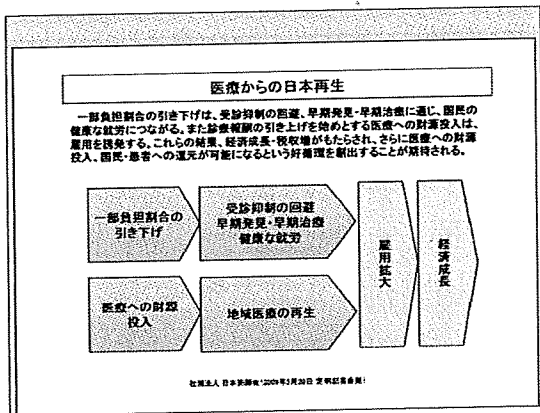 医療からの日本再生
一部負担割合の引き下げは、受診抑制の回避、早期発見・早期治療に通じ、国民の
健康な就労につながる。また診療報酬の引き上げを始めとする医療への財源投入は、
雇用を誘発する。これらの結果、経済成長・税収増がもたらされ、さらに医療への財源
投入、国民・患者への還元が可能になるという好循環を創出することが期待される。
一部負担割合の
引き下げ
受診抑制の回避
早期発見・早期治療
健康な就労
雇用拡大
経済成長
医療への財源
投入
地域医療の再生
社団法人 日本医師会